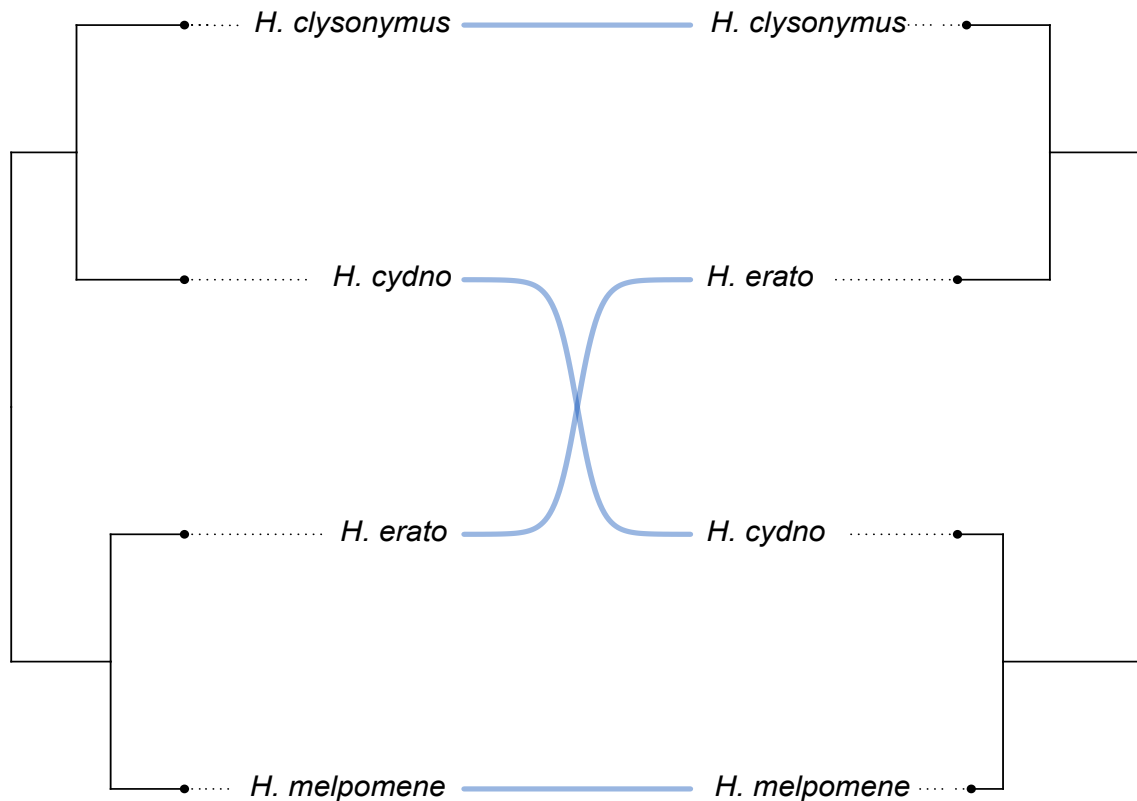 H. clysonymus H. clysonymus
H. cydno H. erato
H. erato H. cydno
H. melpomene H. melpomene